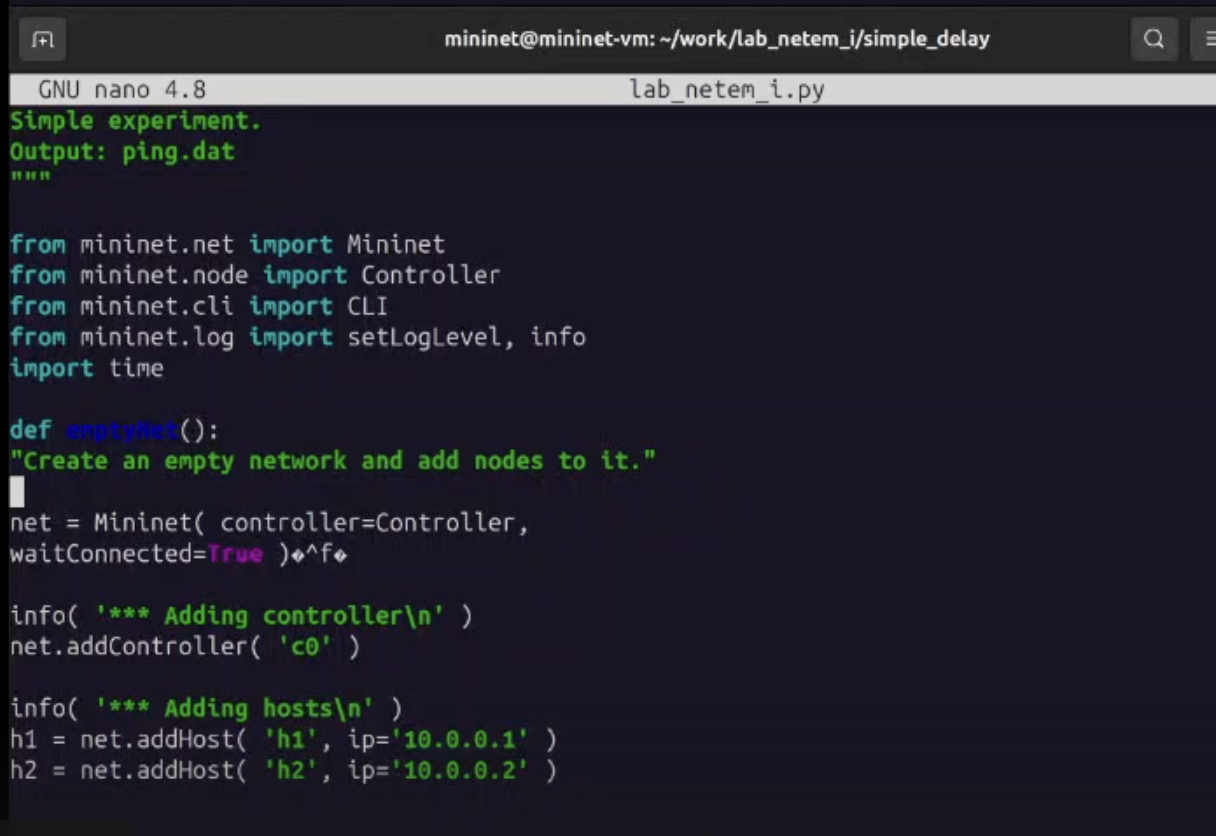 mininet@mininet-vm: ~/work/lab_netem_i/simple_delay
GNU nano 4.8 lab_netem_i.py
Simple experiment.
Output: ping.dat
"""
from mininet.net import Mininet
from mininet.node import Controller
from mininet.cli import CLI
from mininet.log import setLogLevel, info
import time
def emptyNet():
"Create an empty network and add nodes to it."
net = Mininet( controller=Controller,
waitConnected=True )�^f�
info( '*** Adding controller\n' )
net.addController( 'c0' )
info( '*** Adding hosts\n' )
h1 = net.addHost( 'h1', ip='10.0.0.1' )
h2 = net.addHost( 'h2', ip='10.0.0.2' )